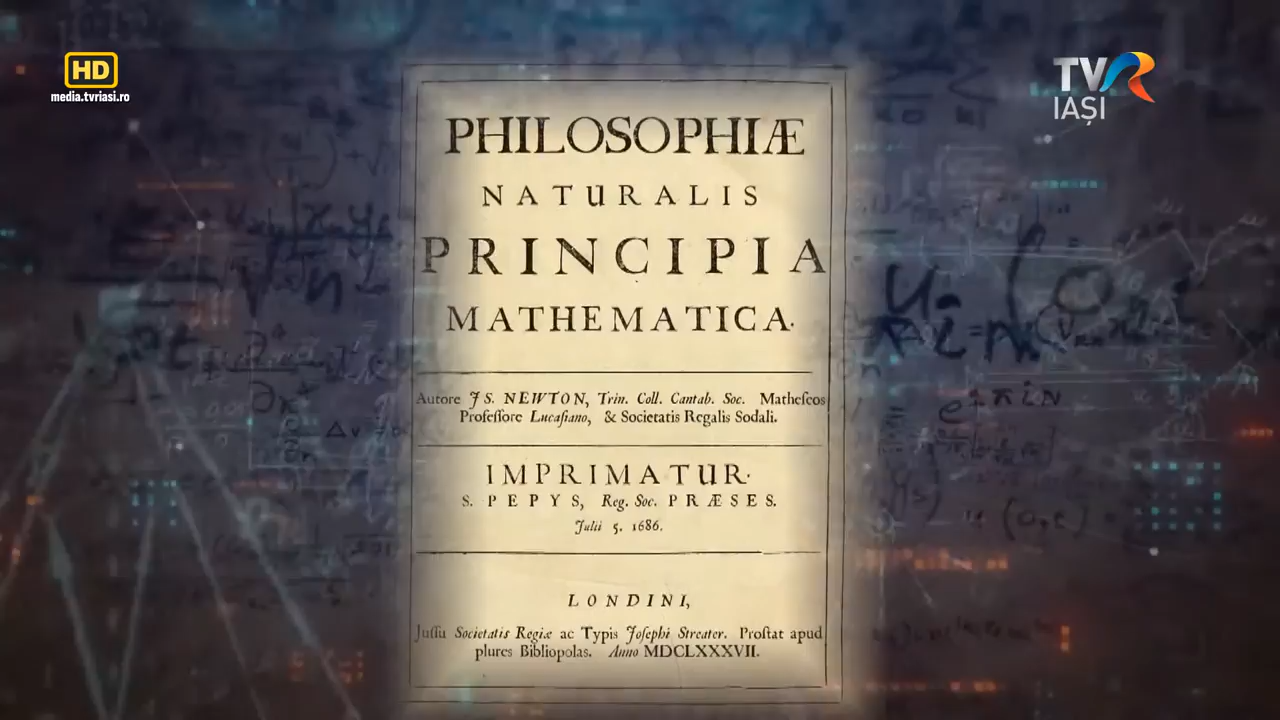 HD
media.tvriasi.ro
TVR
IAȘI
PHILOSOPHIÆ
NATURALIS
PRINCIPIA
MATHEMATICA.
Autore JS. NEWTON, Trin. Coll. Cantab. Soc. Matheſeos
Profeſſore Lucaſiano, & Societatis Regalis Sodali.
IMPRIMATUR.
S. PEPYS, Reg. Soc. PRÆSES.
Julii 5. 1686.
LONDINI,
Juſſu Societatis Regiæ ac Typis Joſephi Streater. Proſtat apud
plures Bibliopolas. Anno MDCLXXXVII.